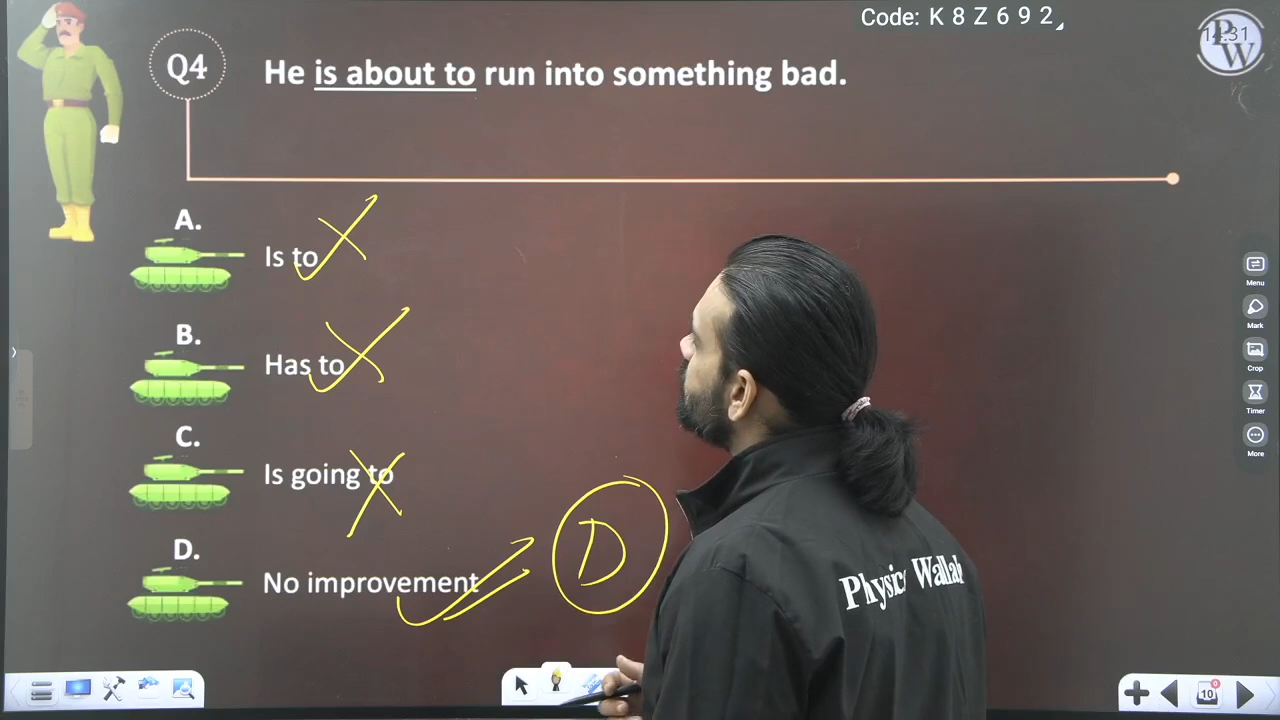 Code: K 8 Z 6 9 2
Q4
He is about to run into something bad.
A.
Is to
B.
Has to
C.
Is going to
D.
No improvement
D
Physics Wallah
PW
Menu
Mark
Crop
Timer
More
10